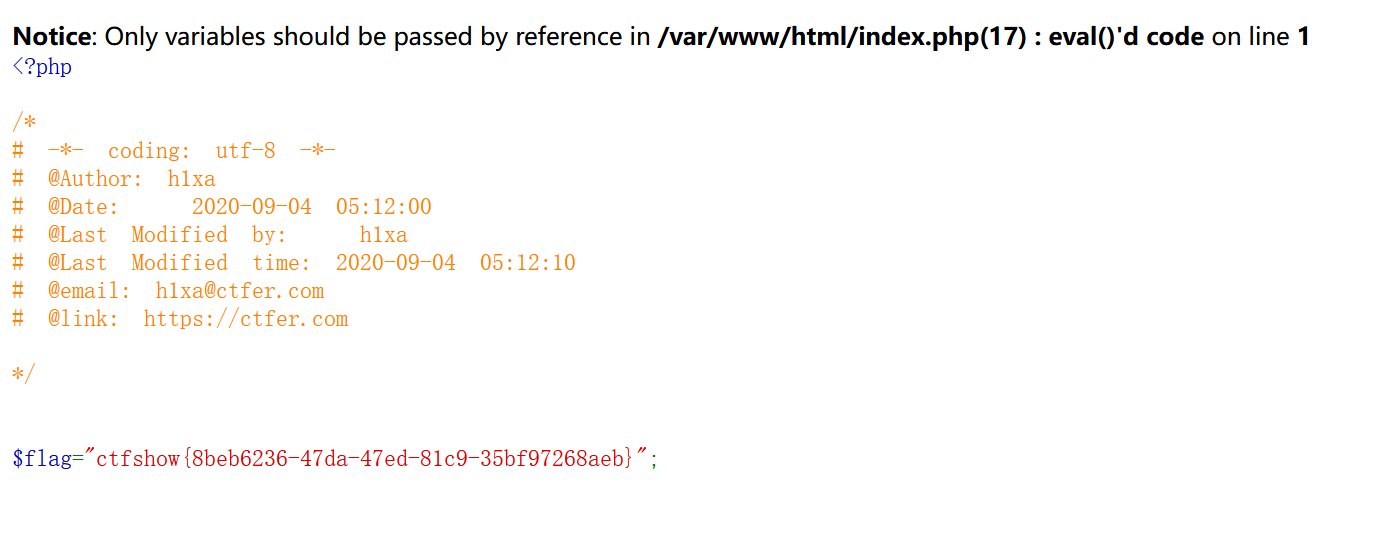 Notice: Only variables should be passed by reference in /var/www/html/index.php(17) : eval()'d code on line 1
<?php
/*
# -*- coding: utf-8 -*-
# @Author: h1xa
# @Date: 2020-09-04 05:12:00
# @Last Modified by: h1xa
# @Last Modified time: 2020-09-04 05:12:10
# @email: h1xa@ctfer.com
# @link: https://ctfer.com
*/
$flag="ctfshow{8beb6236-47da-47ed-81c9-35bf97268aeb}";